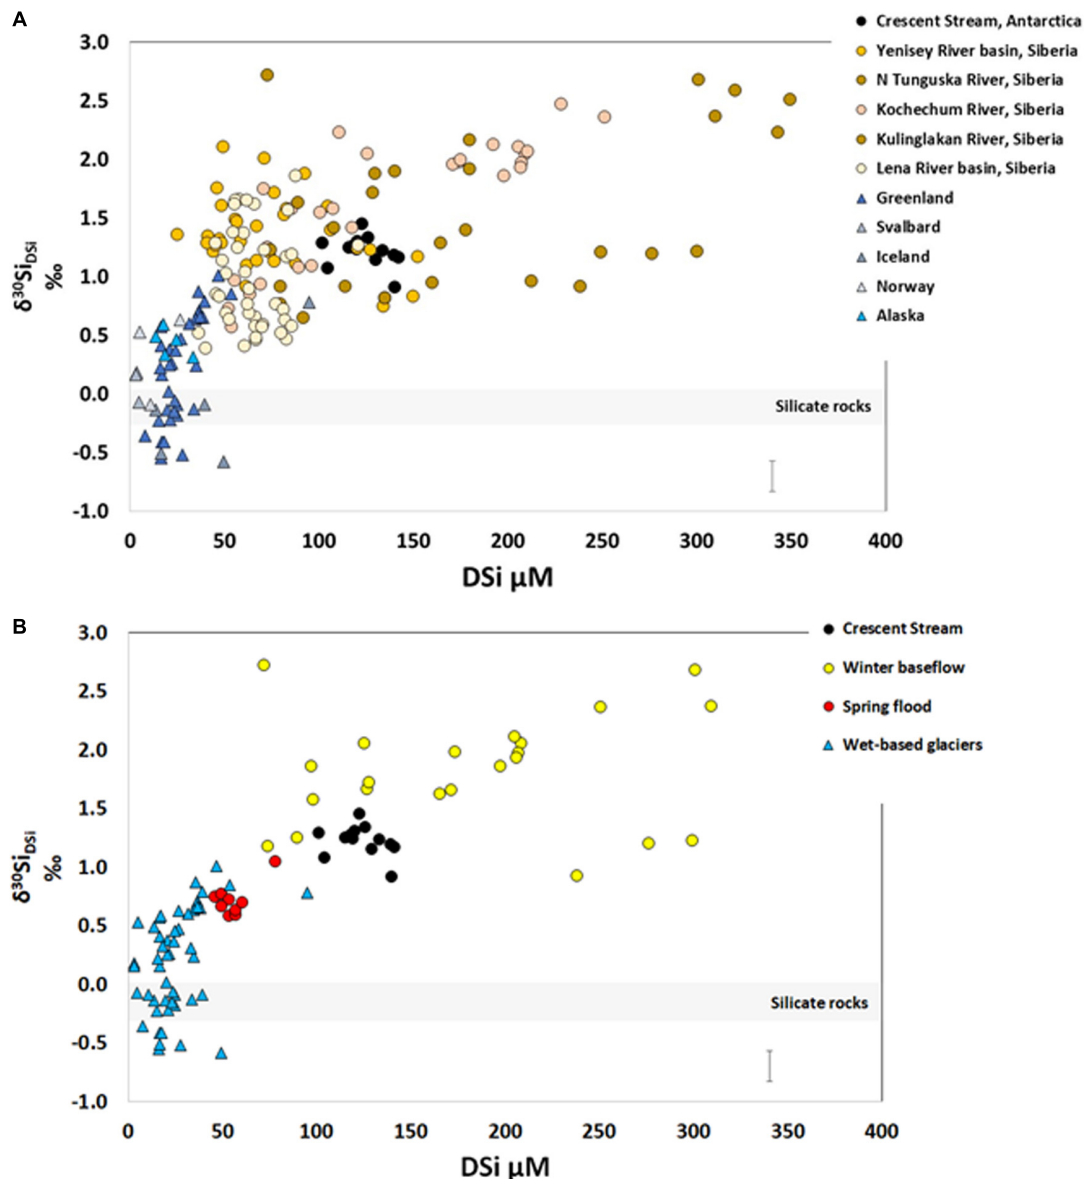 A
Crescent Stream, Antarctica
Yenisey River basin, Siberia
N Tunguska River, Siberia
Kochechum River, Siberia
Kulinglakan River, Siberia
Lena River basin, Siberia
Greenland
Svalbard
Iceland
Norway
Alaska
3.0
2.5
2.0
1.5
1.0
0.5
0.0
-0.5
-1.0
δ30SiDSi
‰
Silicate rocks
0 50 100 150 200 250 300 350 400
DSi µM
B
Crescent Stream
Winter baseflow
Spring flood
Wet-based glaciers
3.0
2.5
2.0
1.5
1.0
0.5
0.0
-0.5
-1.0
δ30SiDSi
‰
Silicate rocks
0 50 100 150 200 250 300 350 400
DSi µM